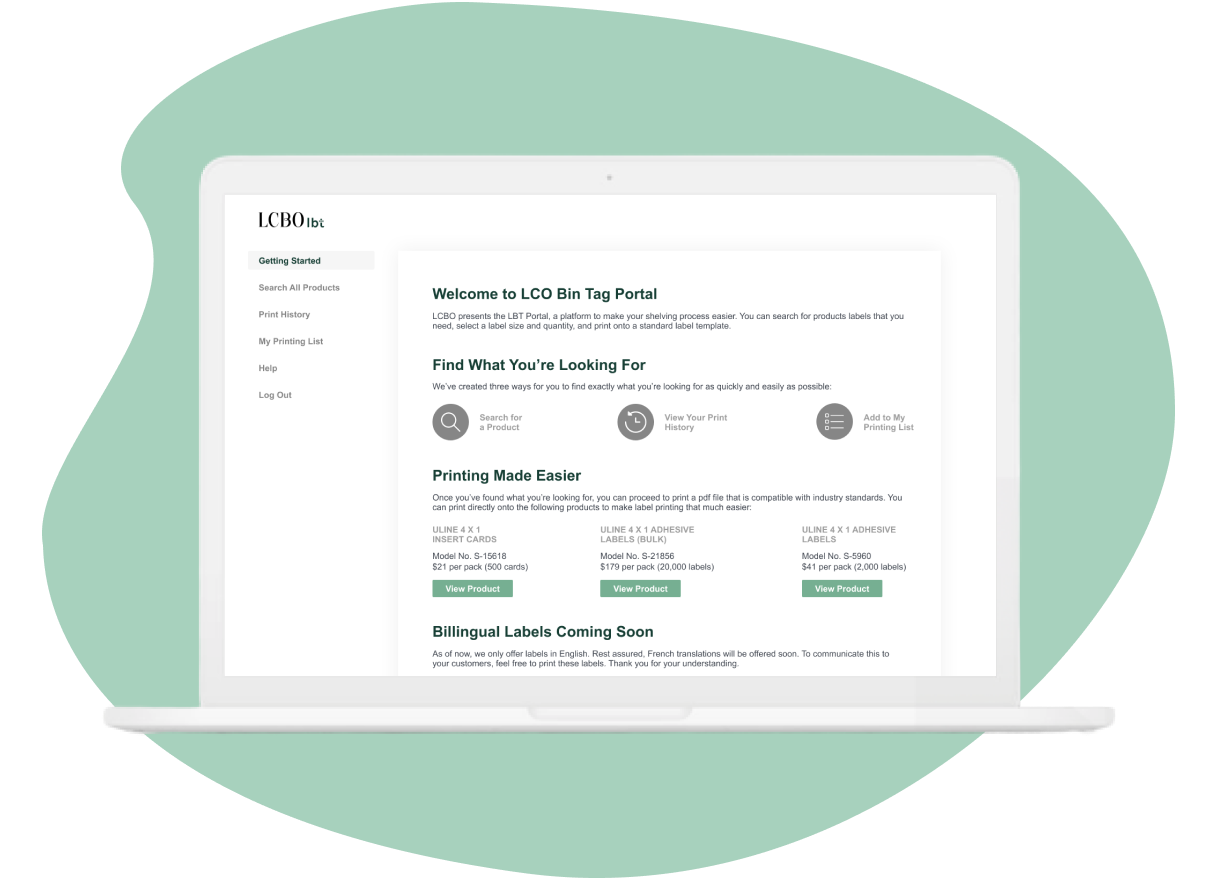 LCBO lbt
Getting Started
Search All Products
Print History
My Printing List
Help
Log Out
Welcome to LCO Bin Tag Portal
LCBO presents the LBT Portal, a platform to make your shelving process easier. You can search for products labels that you
need, select a label size and quantity, and print onto a standard label template.
Find What You’re Looking For
We’ve created three ways for you to find exactly what you’re looking for as quickly and easily as possible:
Search for
a Product
View Your Print
History
Add to My
Printing List
Printing Made Easier
Once you’ve found what you’re looking for, you can proceed to print a pdf file that is compatible with industry standards. You
can print directly onto the following products to make label printing that much easier:
ULINE 4 X 1
INSERT CARDS
Model No. S-15618
$21 per pack (500 cards)
View Product
ULINE 4 X 1 ADHESIVE
LABELS (BULK)
Model No. S-21856
$179 per pack (20,000 labels)
View Product
ULINE 4 X 1 ADHESIVE
LABELS
Model No. S-5960
$41 per pack (2,000 labels)
View Product
Billingual Labels Coming Soon
As of now, we only offer labels in English. Rest assured, French translations will be offered soon. To communicate this to
your customers, feel free to print these labels. Thank you for your understanding.